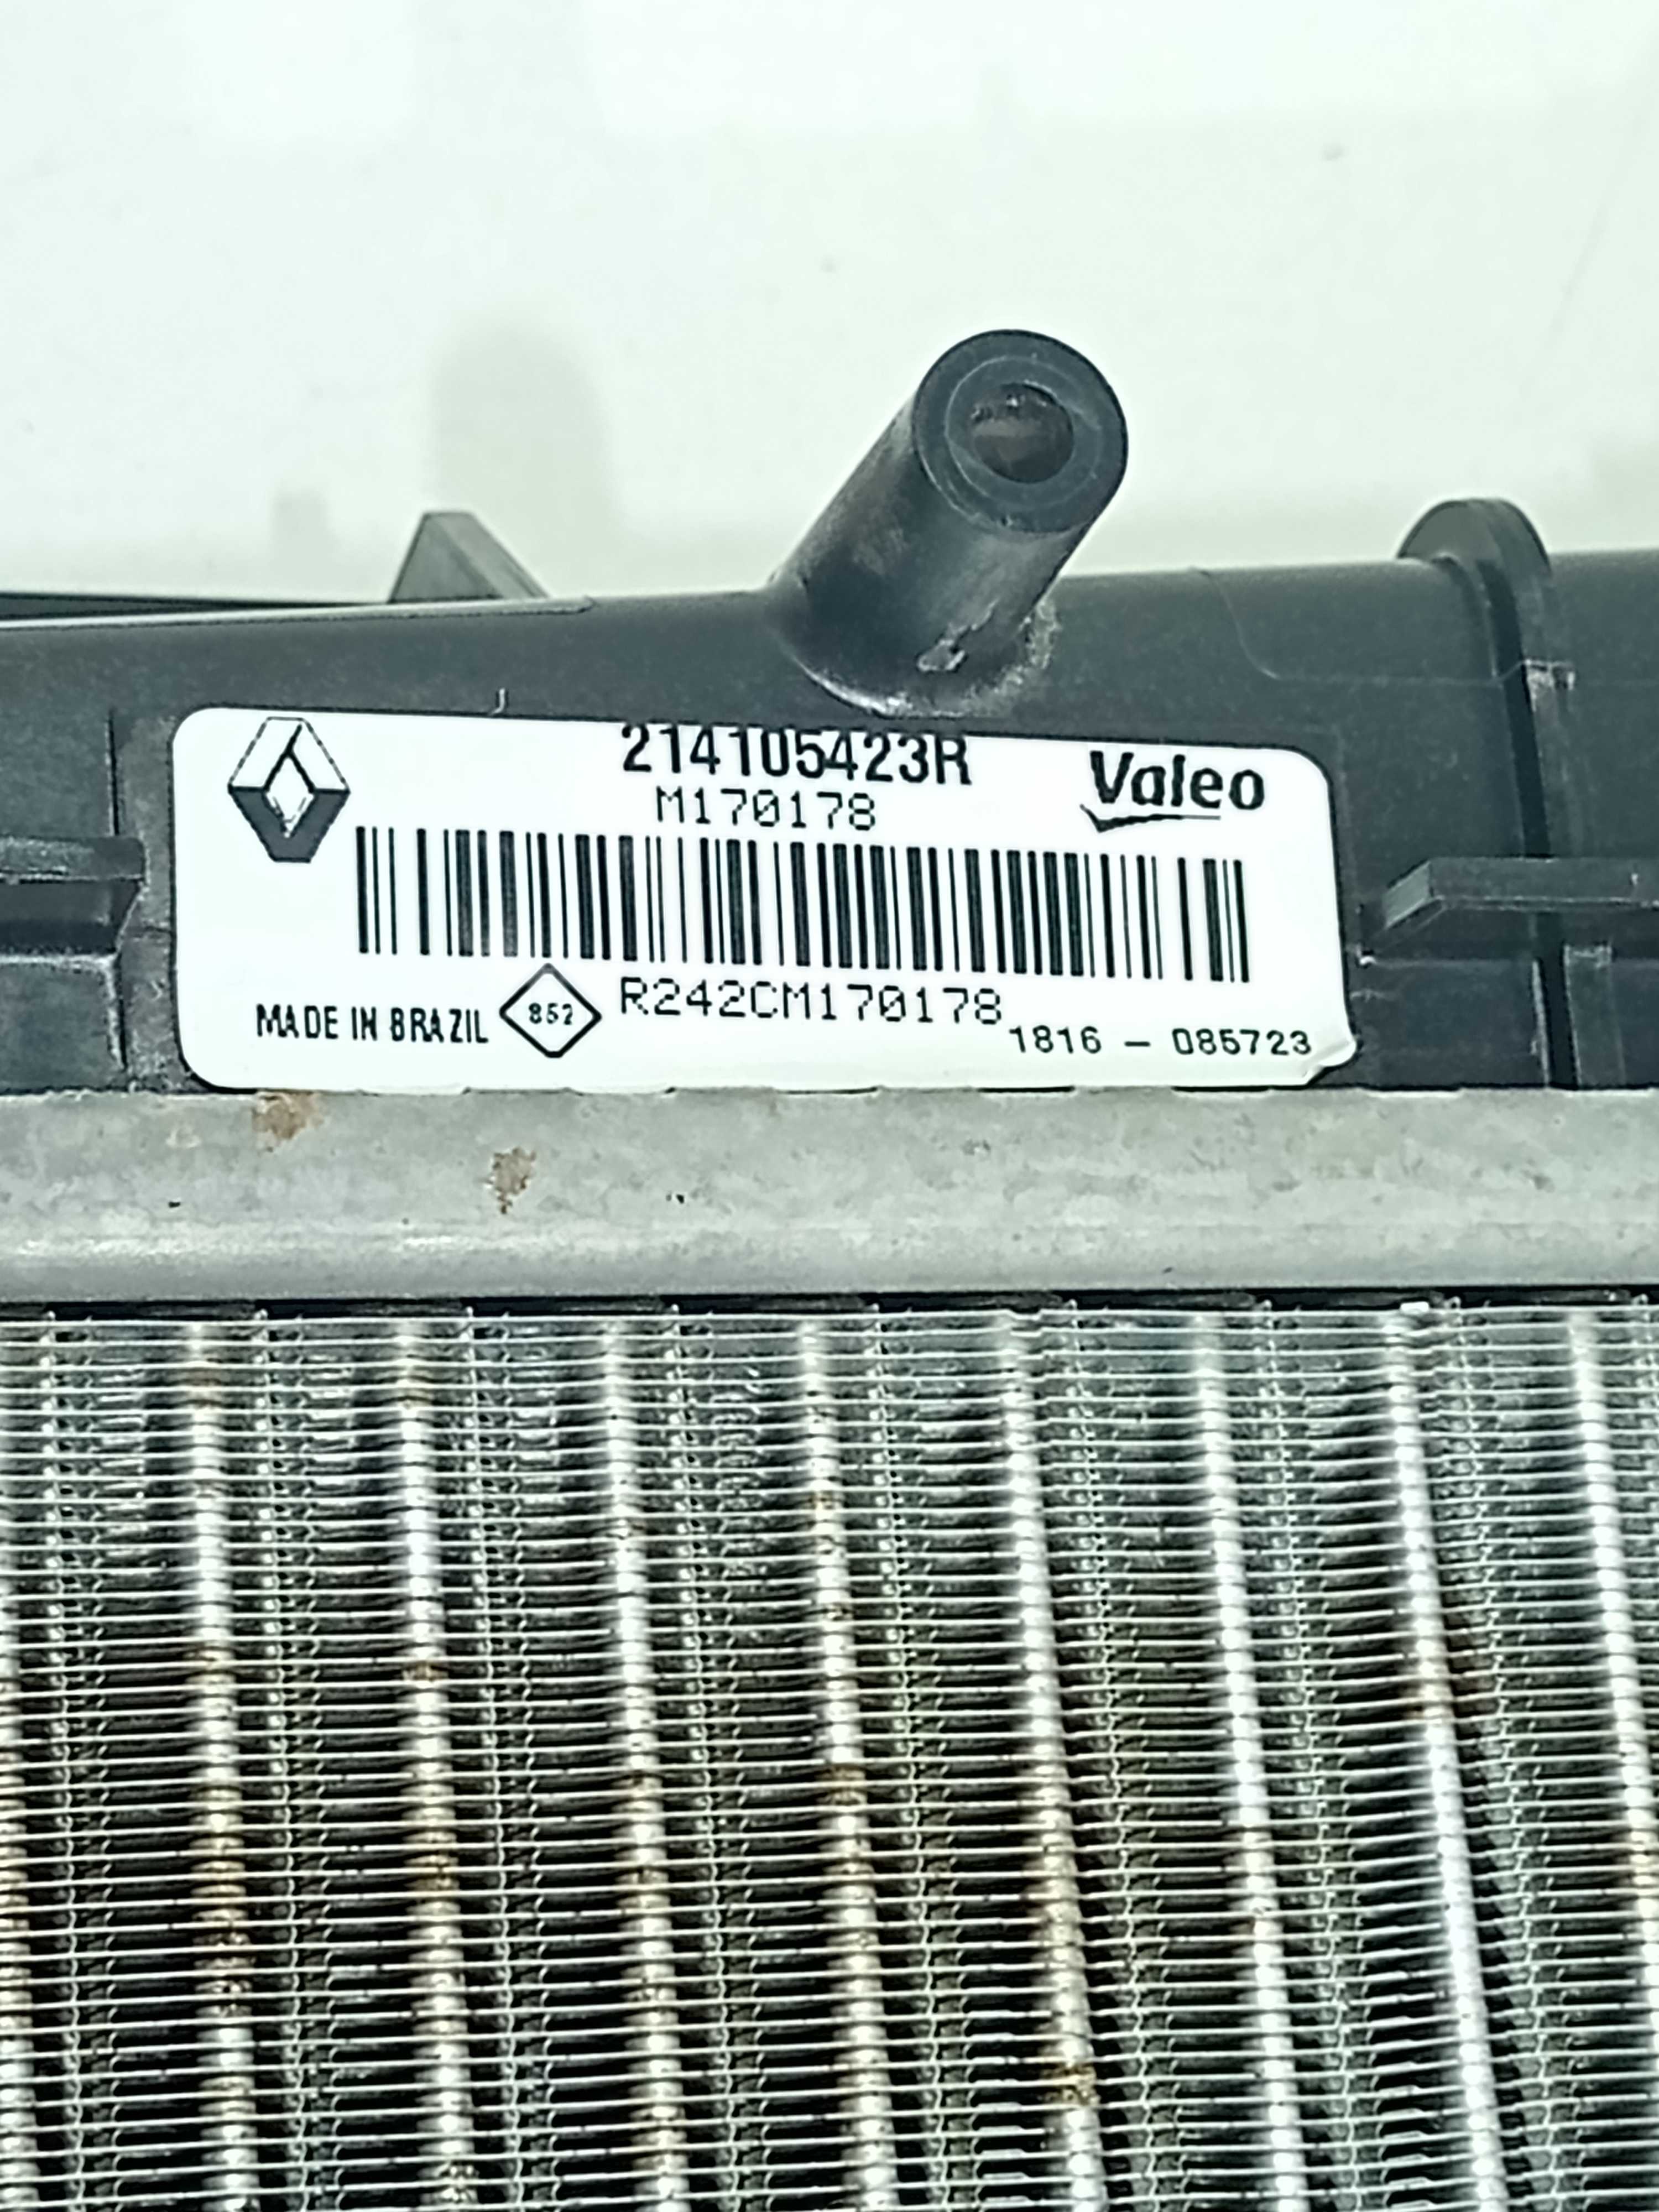 214105423R
Valeo
M170178
MADE IN BRAZIL 852 R242CM170178
1816 - 085723